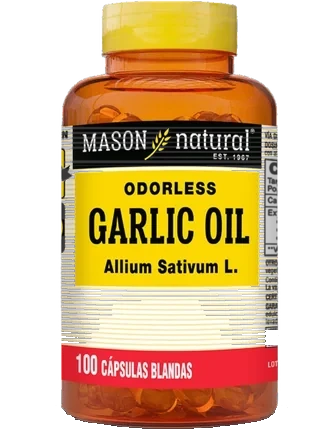 MASON natural®
EST. 1967
ODORLESS
GARLIC OIL
Allium Sativum L.
100 CÁPSULAS BLANDAS